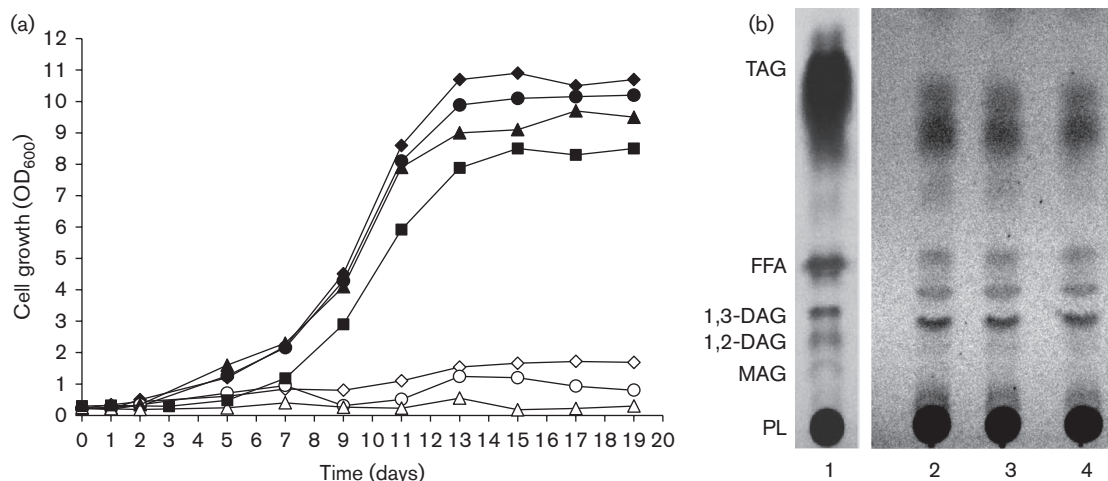 (a)
12
11
10
9
8
7
6
5
4
3
2
1
0
Cell growth (OD600)
0 1 2 3 4 5 6 7 8 9 10 11 12 13 14 15 16 17 18 19 20
Time (days)
(b)
TAG
FFA
1,3-DAG
1,2-DAG
MAG
PL
1 2 3 4